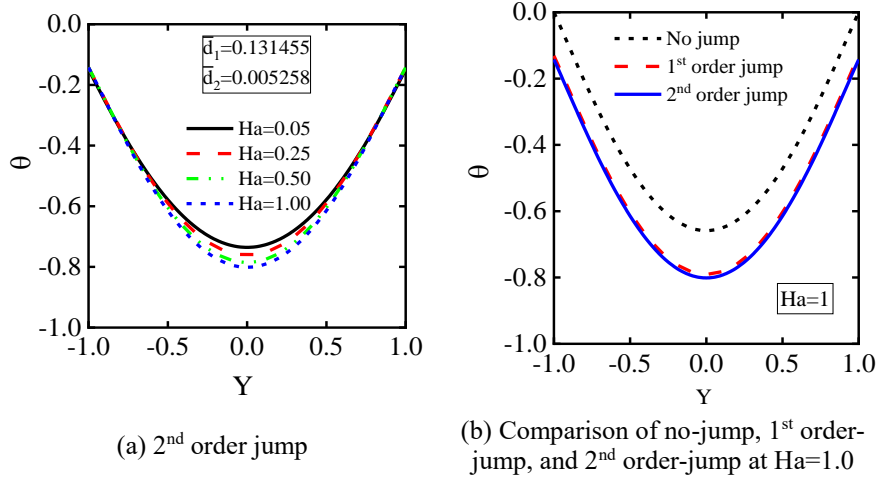 0.0
-0.2
-0.4
-0.6
-0.8
-1.0
θ
d̅₁=0.131455
d̅₂=0.005258
Ha=0.05
Ha=0.25
Ha=0.50
Ha=1.00
-1.0 -0.5 0.0 0.5 1.0
Y
(a) 2ⁿᵈ order jump
0.0
-0.2
-0.4
-0.6
-0.8
-1.0
θ
No jump
1ˢᵗ order jump
2ⁿᵈ order jump
Ha=1
-1.0 -0.5 0.0 0.5 1.0
Y
(b) Comparison of no-jump, 1ˢᵗ order-
jump, and 2ⁿᵈ order-jump at Ha=1.0